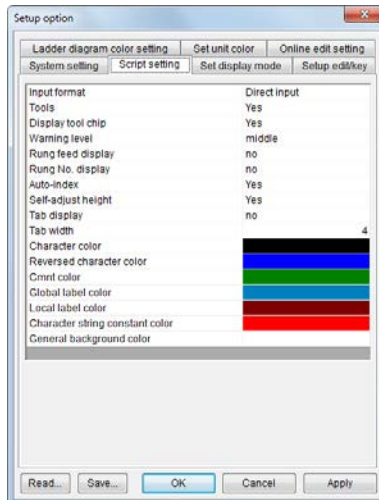 Setup option
Ladder diagram color setting Set unit color Online edit setting
System setting Script setting Set display mode Setup edit/key
Input format Direct input
Tools Yes
Display tool chip Yes
Warning level middle
Rung feed display no
Rung No. display no
Auto-index Yes
Self-adjust height Yes
Tab display no
Tab width 4
Character color
Reversed character color
Cmnt color
Global label color
Local label color
Character string constant color
General background color
Read... Save... OK Cancel Apply